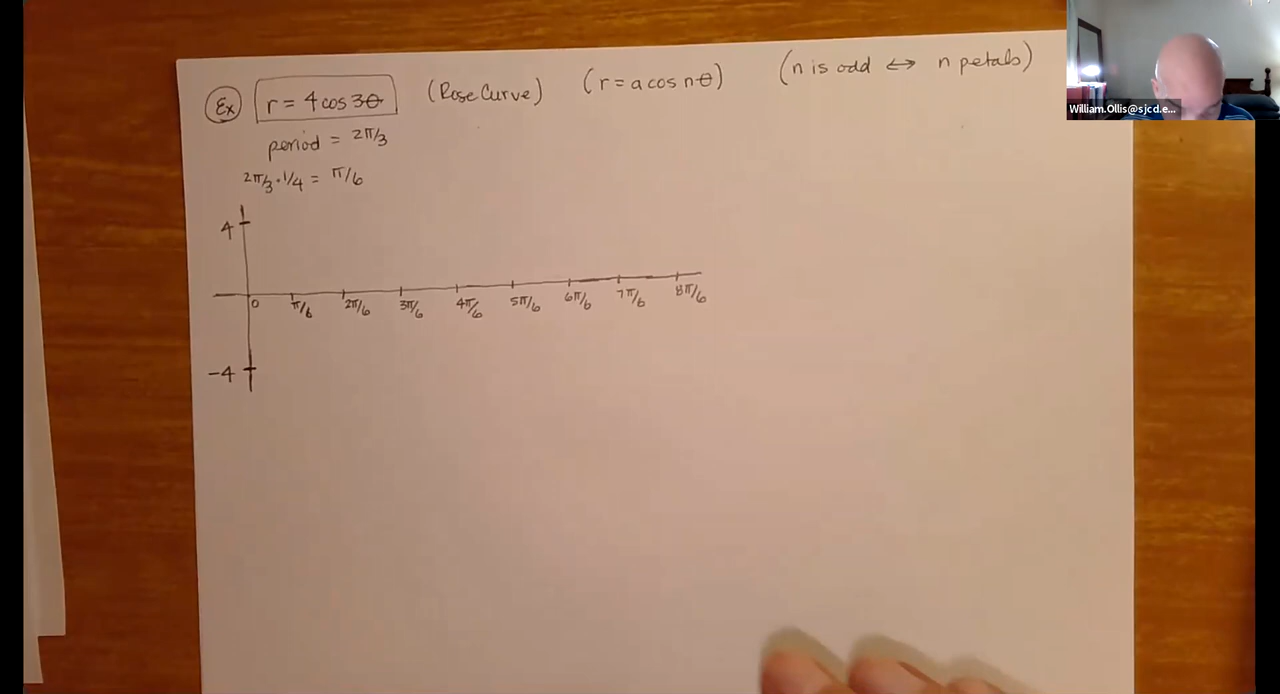 Ex r = 4 cos 3θ (Rose Curve) (r = a cos nθ) (n is odd ↔ n petals)
period = 2π/3
2π/3 · 1/4 = π/6
4
0 π/6 2π/6 3π/6 4π/6 5π/6 6π/6 7π/6 8π/6
-4
William.Ollis@sjcd.e...